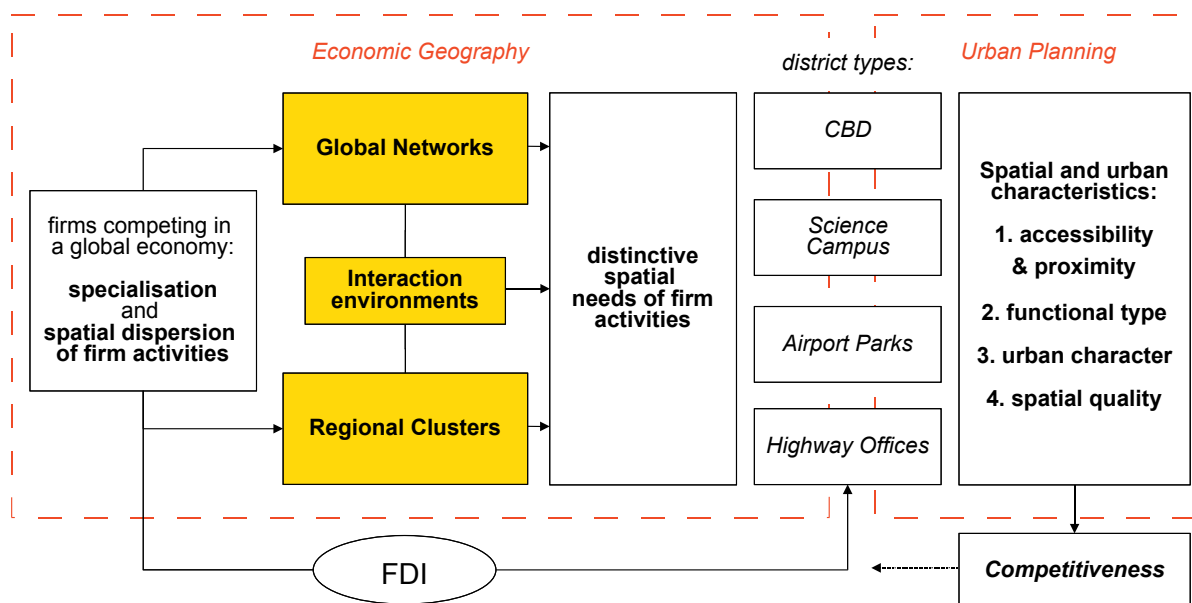 Economic Geography
district types:
Urban Planning
firms competing in
a global economy:
specialisation
and
spatial dispersion
of firm activities
Global Networks
Interaction
environments
Regional Clusters
distinctive
spatial
needs of firm
activities
CBD
Science
Campus
Airport Parks
Highway Offices
Spatial and urban
characteristics:
1. accessibility
& proximity
2. functional type
3. urban character
4. spatial quality
FDI
Competitiveness